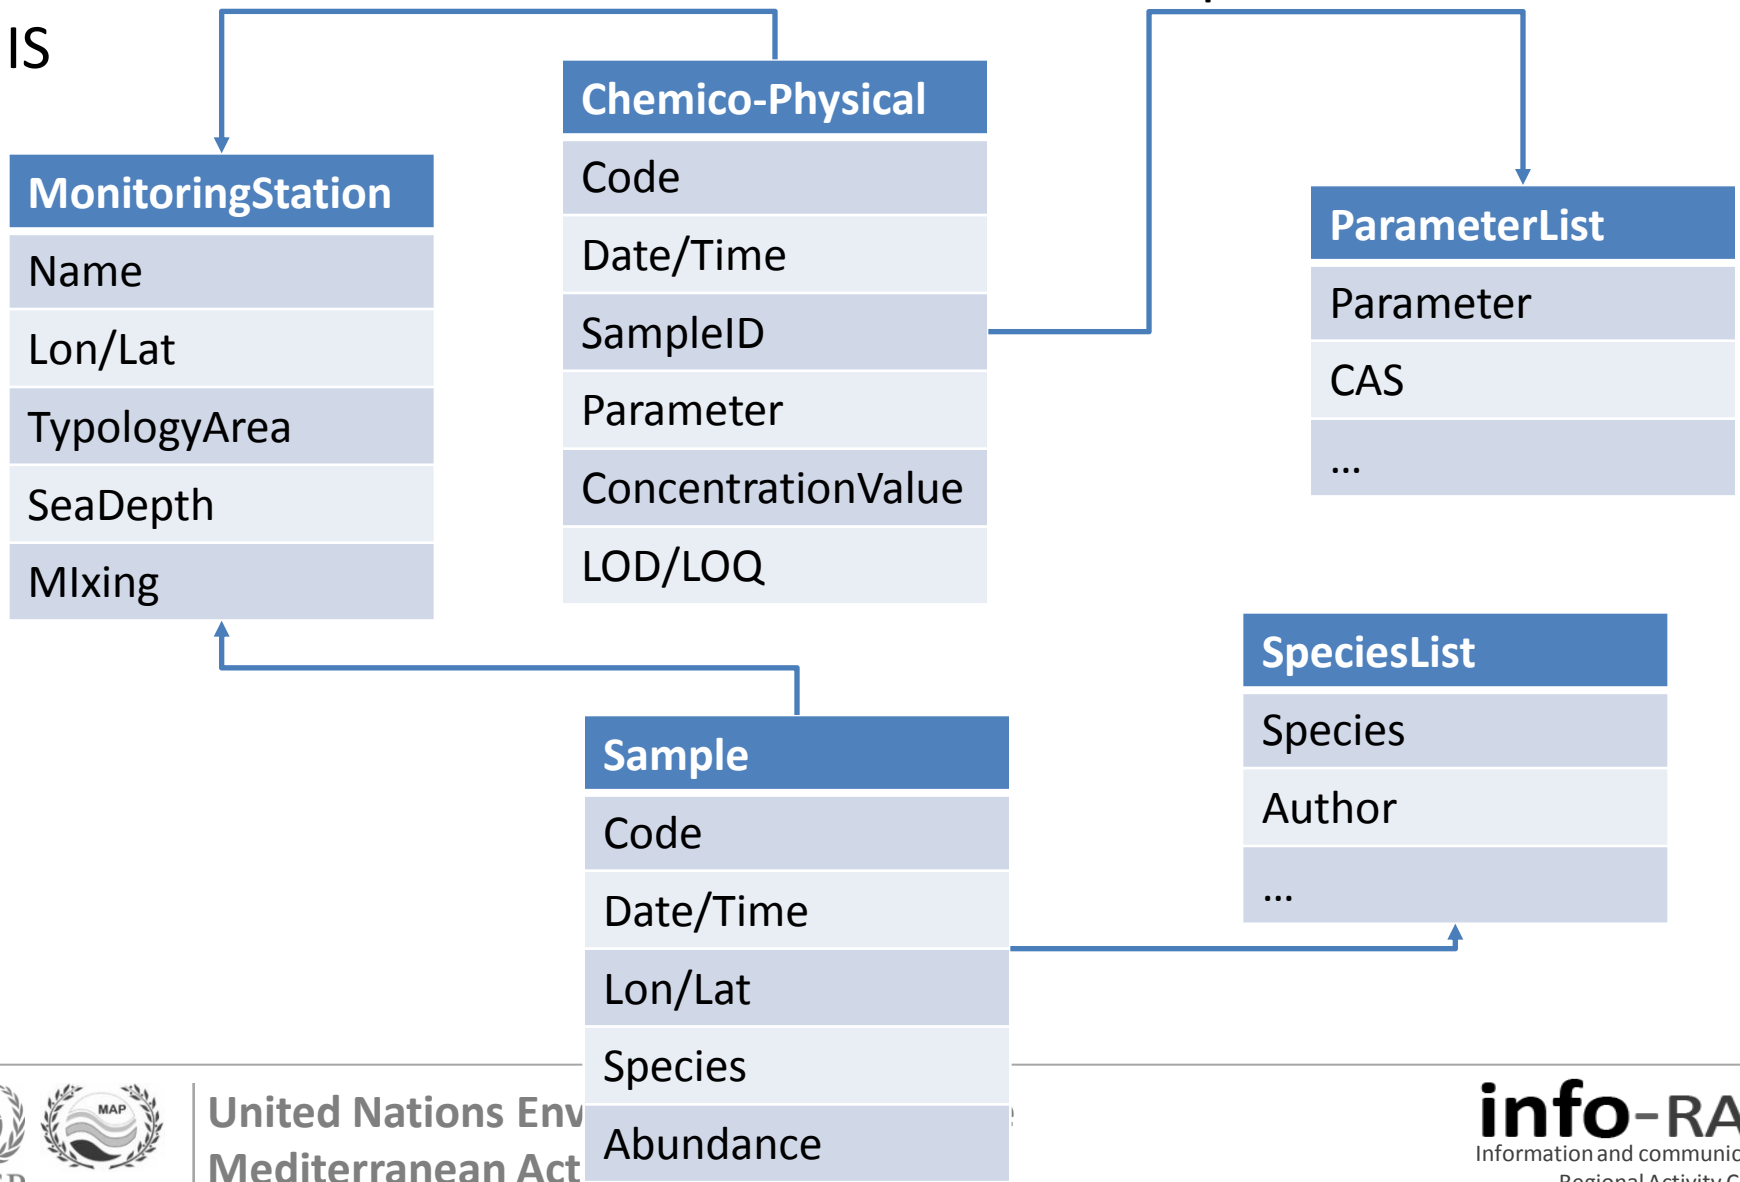 IS
Chemico-Physical
Code
Date/Time
SampleID
Parameter
ConcentrationValue
LOD/LOQ
MonitoringStation
Name
Lon/Lat
TypologyArea
SeaDepth
MIxing
ParameterList
Parameter
CAS
...
SpeciesList
Species
Author
...
Sample
Code
Date/Time
Lon/Lat
Species
Abundance
MAP
United Nations Env
Mediterranean Act
info-RA
Information and communic
Regional Activity C